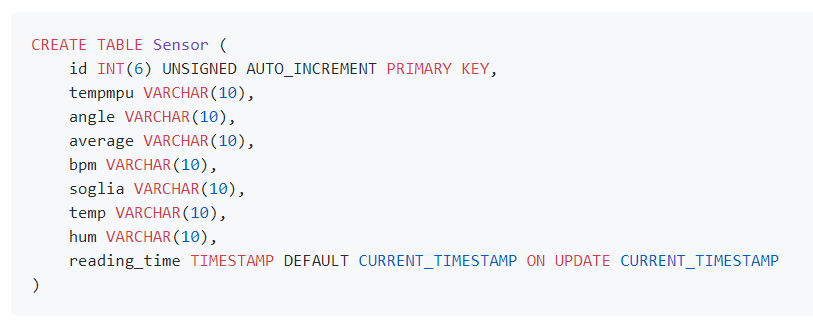 CREATE TABLE Sensor (
    id INT(6) UNSIGNED AUTO_INCREMENT PRIMARY KEY,
    tempmpu VARCHAR(10),
    angle VARCHAR(10),
    average VARCHAR(10),
    bpm VARCHAR(10),
    soglia VARCHAR(10),
    temp VARCHAR(10),
    hum VARCHAR(10),
    reading_time TIMESTAMP DEFAULT CURRENT_TIMESTAMP ON UPDATE CURRENT_TIMESTAMP
)